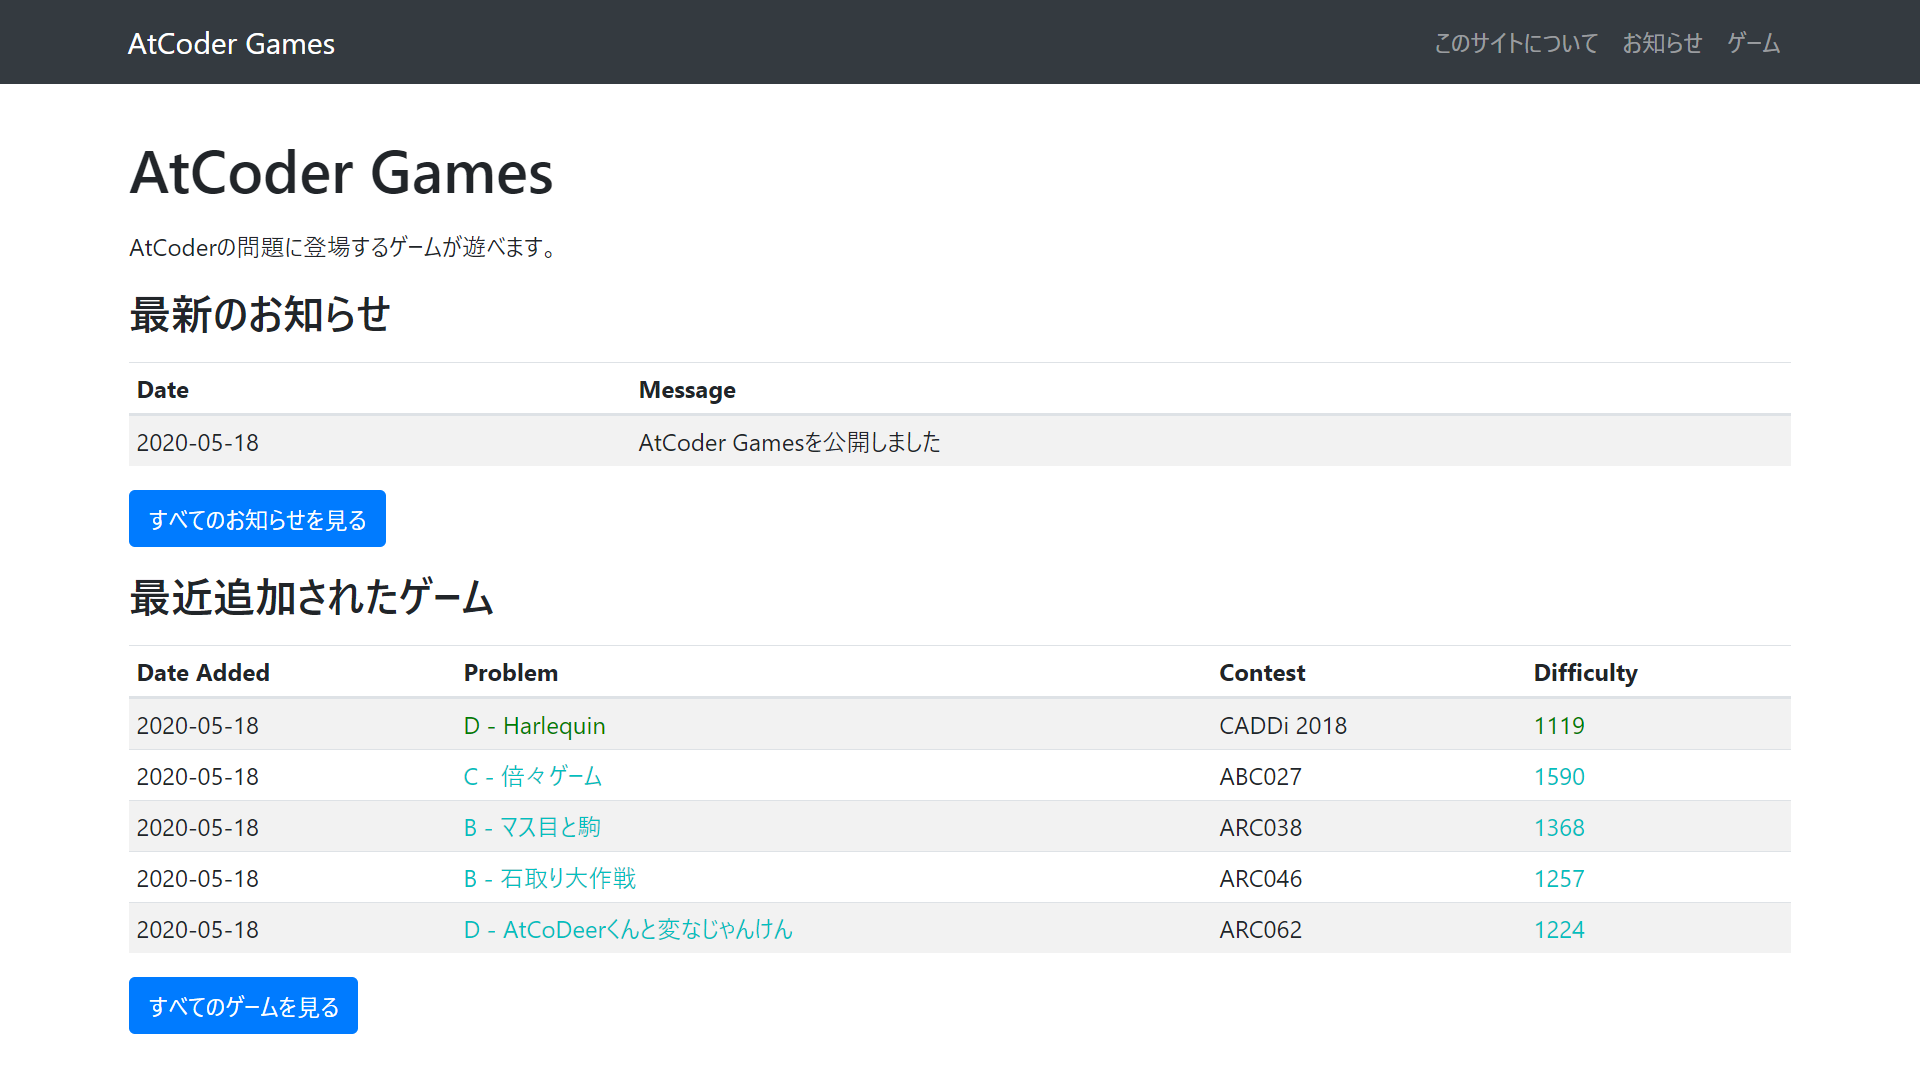 AtCoder Games このサイトについて お知らせ ゲーム
AtCoder Games
AtCoderの問題に登場するゲームが遊べます。
最新のお知らせ
Date Message
2020-05-18 AtCoder Gamesを公開しました
すべてのお知らせを見る
最近追加されたゲーム
Date Added Problem Contest Difficulty
2020-05-18 D - Harlequin CADDi 2018 1119
2020-05-18 C - 倍々ゲーム ABC027 1590
2020-05-18 B - マス目と駒 ARC038 1368
2020-05-18 B - 石取り大作戦 ARC046 1257
2020-05-18 D - AtCoDeerくんと変なじゃんけん ARC062 1224
すべてのゲームを見る